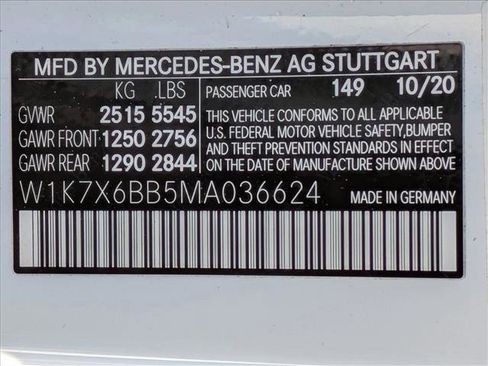 MFD BY MERCEDES-BENZ AG STUTTGART
KG .LBS
GVWR 2515 5545
GAWR FRONT 1250 2756
GAWR REAR 1290 2844
PASSENGER CAR 149 10/20
THIS VEHICLE CONFORMS TO ALL APPLICABLE
U.S. FEDERAL MOTOR VEHICLE SAFETY,BUMPER
AND THEFT PREVENTION STANDARDS IN EFFECT
ON THE DATE OF MANUFACTURE SHOWN ABOVE.
W1K7X6BB5MA036624 MADE IN GERMANY